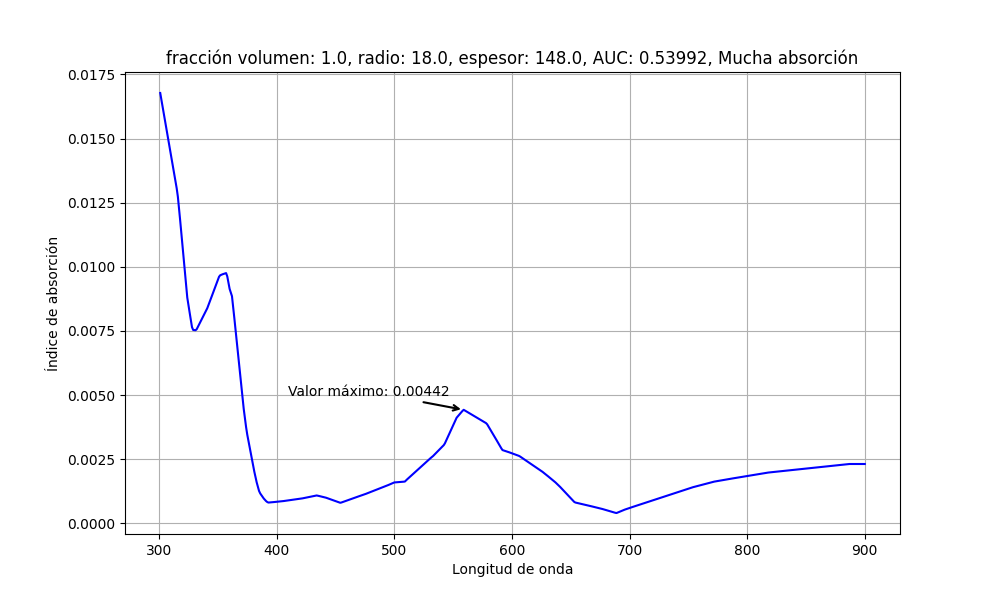 fracción volumen: 1.0, radio: 18.0, espesor: 148.0, AUC: 0.53992, Mucha absorción
0.0175
0.0150
0.0125
0.0100
0.0075
0.0050
0.0025
0.0000
Índice de absorción
Valor máximo: 0.00442
300 400 500 600 700 800 900
Longitud de onda